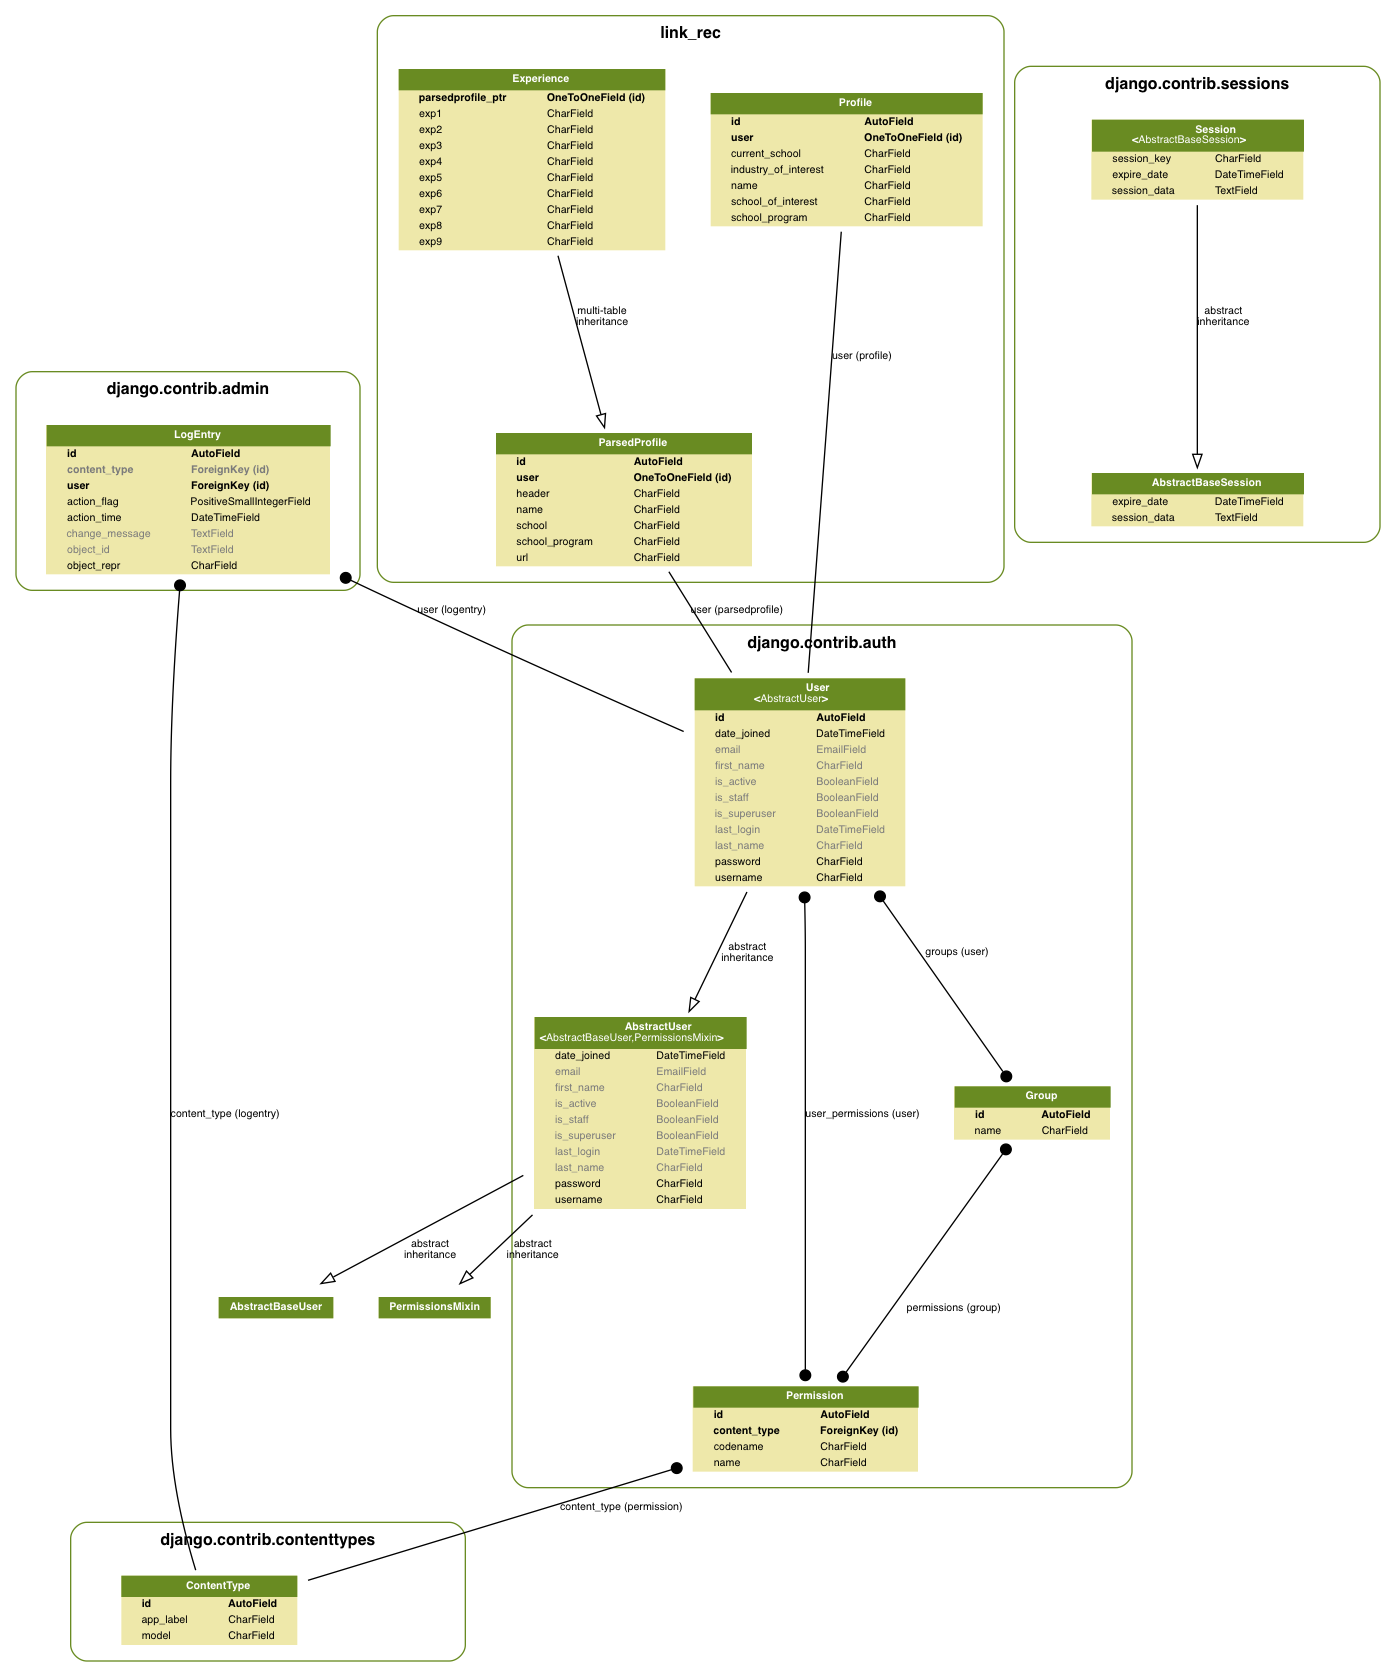 link_rec
Experience
parsedprofile_ptr OneToOneField (id)
exp1 CharField
exp2 CharField
exp3 CharField
exp4 CharField
exp5 CharField
exp6 CharField
exp7 CharField
exp8 CharField
exp9 CharField
Profile
id AutoField
user OneToOneField (id)
current_school CharField
industry_of_interest CharField
name CharField
school_of_interest CharField
school_program CharField
multi-table
inheritance
user (profile)
ParsedProfile
id AutoField
user OneToOneField (id)
header CharField
name CharField
school CharField
school_program CharField
url CharField
django.contrib.sessions
Session
<AbstractBaseSession>
session_key CharField
expire_date DateTimeField
session_data TextField
abstract
inheritance
AbstractBaseSession
expire_date DateTimeField
session_data TextField
django.contrib.admin
LogEntry
id AutoField
content_type ForeignKey (id)
user ForeignKey (id)
action_flag PositiveSmallIntegerField
action_time DateTimeField
change_message TextField
object_id TextField
object_repr CharField
user (logentry)
user (parsedprofile)
django.contrib.auth
User
<AbstractUser>
id AutoField
date_joined DateTimeField
email EmailField
first_name CharField
is_active BooleanField
is_staff BooleanField
is_superuser BooleanField
last_login DateTimeField
last_name CharField
password CharField
username CharField
abstract
inheritance
groups (user)
AbstractUser
<AbstractBaseUser,PermissionsMixin>
date_joined DateTimeField
email EmailField
first_name CharField
is_active BooleanField
is_staff BooleanField
is_superuser BooleanField
last_login DateTimeField
last_name CharField
password CharField
username CharField
content_type (logentry)
user_permissions (user)
Group
id AutoField
name CharField
abstract
inheritance
abstract
inheritance
AbstractBaseUser
PermissionsMixin
permissions (group)
Permission
id AutoField
content_type ForeignKey (id)
codename CharField
name CharField
content_type (permission)
django.contrib.contenttypes
ContentType
id AutoField
app_label CharField
model CharField